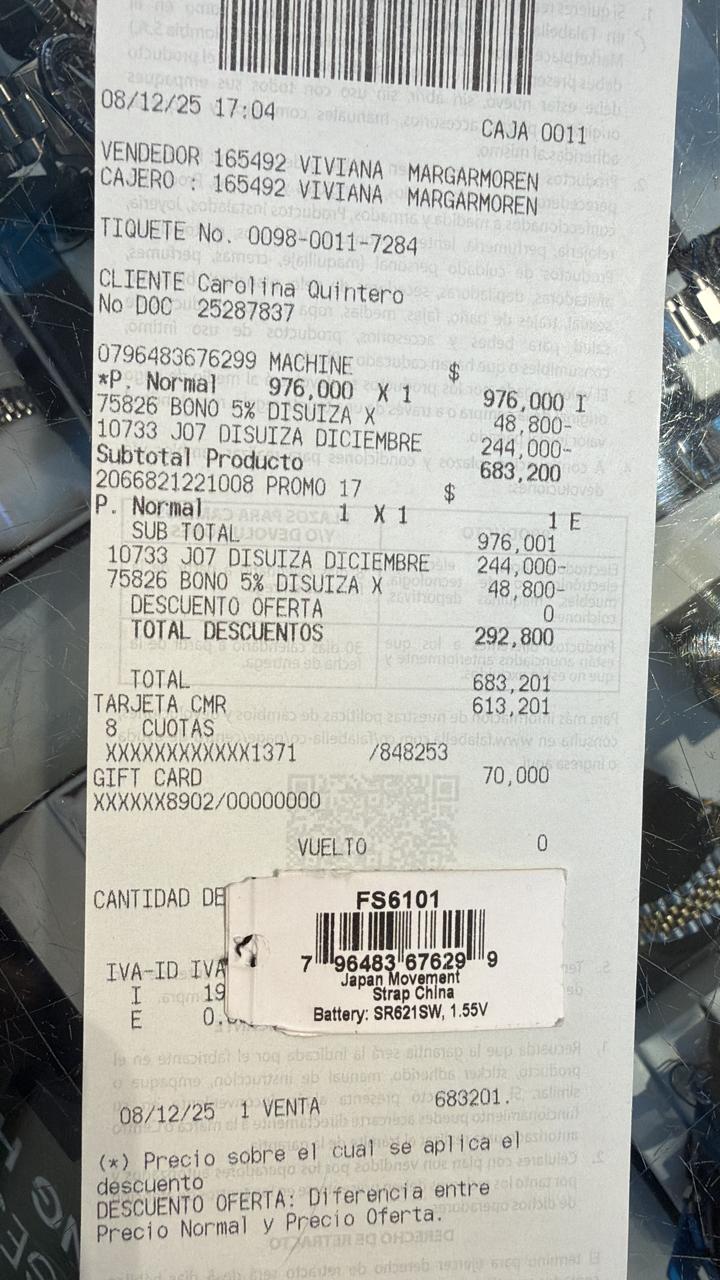 08/12/25 17:04 CAJA 0011
VENDEDOR 165492 VIVIANA MARGARMOREN
CAJERO : 165492 VIVIANA MARGARMOREN
TIQUETE No. 0098-0011-7284
CLIENTE Carolina Quintero
No DOC 25287837
0796483676299 MACHINE $
*P. Normal 976,000 X 1 976,000 I
75826 BONO 5% DISUIZA X 48,800-
10733 J07 DISUIZA DICIEMBRE 244,000-
Subtotal Producto 683,200
2066821221008 PROMO 17 $
P. Normal 1 X 1 1 E
SUB TOTAL 976,001
10733 J07 DISUIZA DICIEMBRE 244,000-
75826 BONO 5% DISUIZA X 48,800-
DESCUENTO OFERTA 0
TOTAL DESCUENTOS 292,800
TOTAL 683,201
TARJETA CMR 613,201
8 CUOTAS
XXXXXXXXXXXX1371 /848253
GIFT CARD 70,000
XXXXXX8902/00000000
VUELTO 0
CANTIDAD DE
FS6101
7 96483 67629 9
Japan Movement
Strap China
Battery: SR621SW, 1.55V
IVA-ID IVA
I 19
E 0.
08/12/25 1 VENTA 683201.
(*) Precio sobre el cual se aplica el
descuento
DESCUENTO OFERTA: Diferencia entre
Precio Normal y Precio Oferta.